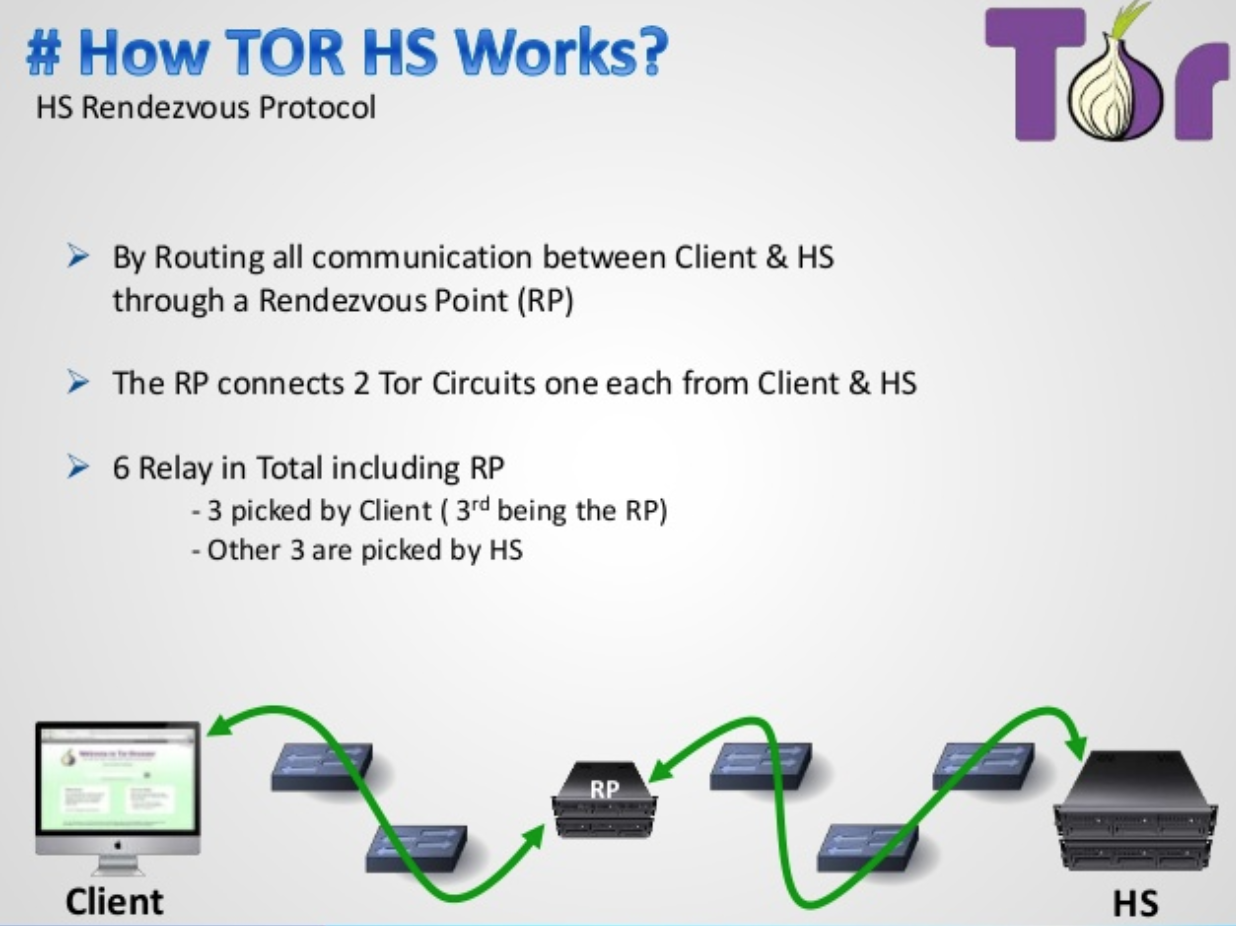 # How TOR HS Works?
Tor
HS Rendezvous Protocol
➢ By Routing all communication between Client & HS
through a Rendezvous Point (RP)
➢ The RP connects 2 Tor Circuits one each from Client & HS
➢ 6 Relay in Total including RP
- 3 picked by Client ( 3rd being the RP)
- Other 3 are picked by HS
RP
Client
HS